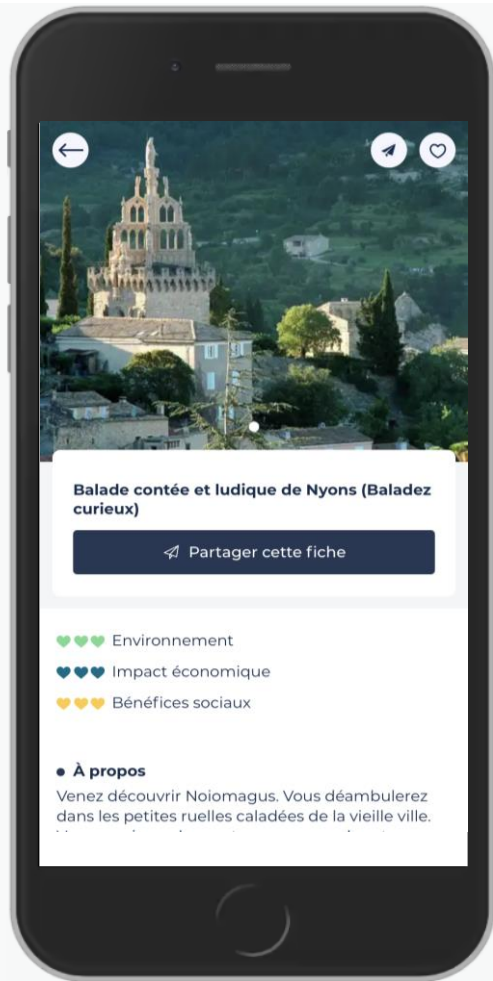 Balade contée et ludique de Nyons (Baladez
curieux)
Partager cette fiche
Environnement
Impact économique
Bénéfices sociaux
À propos
Venez découvrir Noiomagus. Vous déambulerez
dans les petites ruelles caladées de la vieille ville.